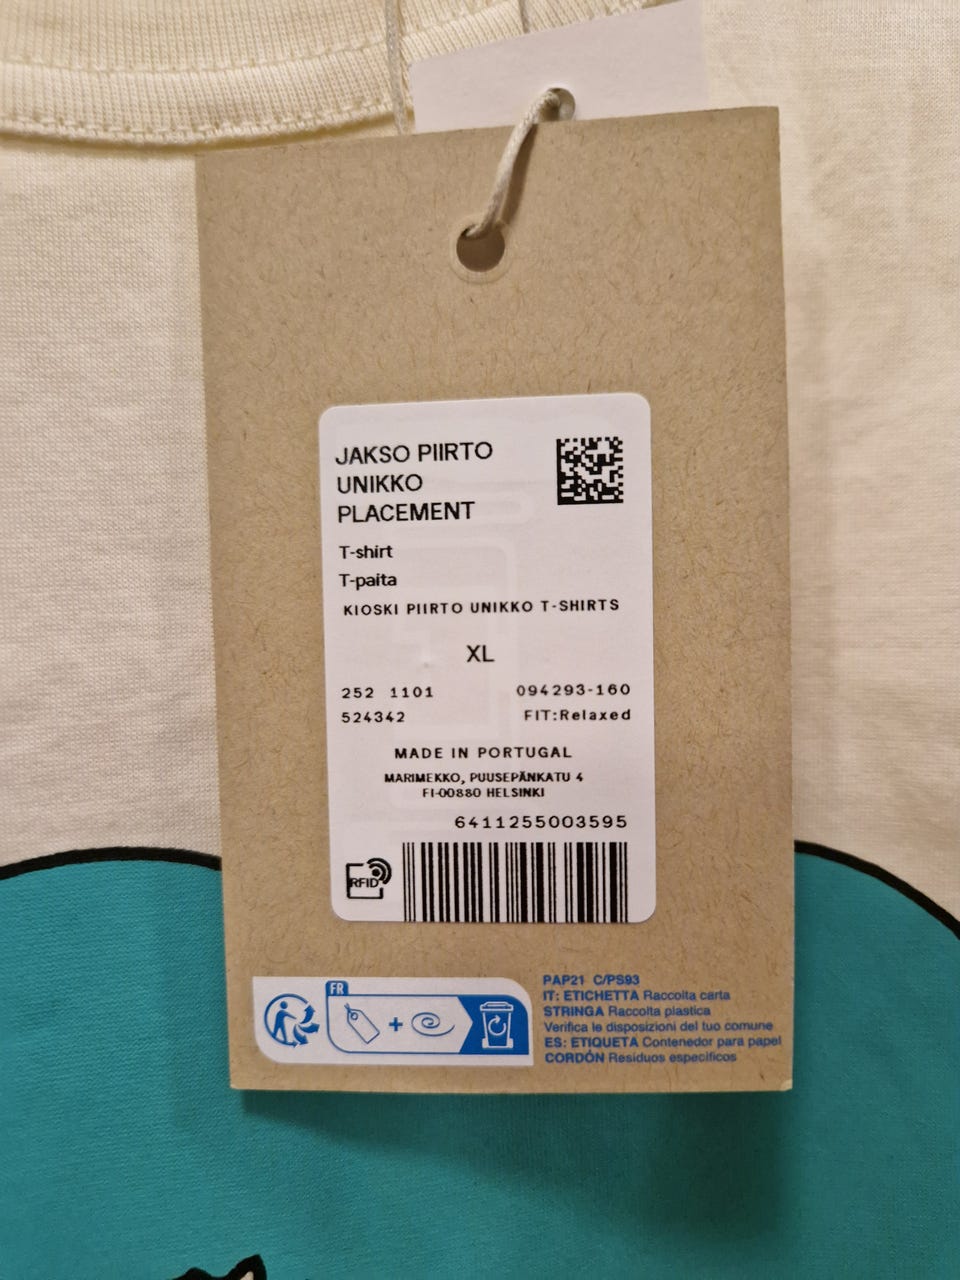 JAKSO PIIRTO
UNIKKO
PLACEMENT
T-shirt
T-paita
KIOSKI PIIRTO UNIKKO T-SHIRTS
XL
252 1101 094293-160
524342 FIT:Relaxed
MADE IN PORTUGAL
MARIMEKKO, PUUSEPÄNKATU 4
FI-00880 HELSINKI
6411255003595
RFID
FR
+
PAP21 C/PS93
IT: ETICHETTA Raccolta carta
STRINGA Raccolta plastica
Verifica le disposizioni del tuo comune
ES: ETIQUETA Contenedor para papel
CORDÓN Residuos especificos